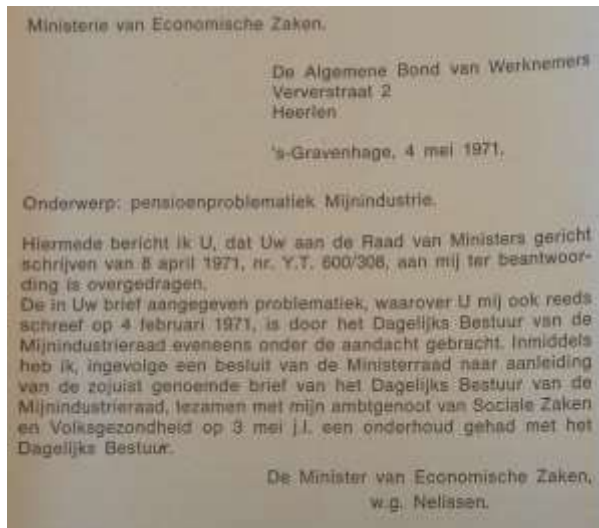 Ministerie van Economische Zaken.
De Algemene Bond van Werknemers
Ververstraat 2
Heerlen
's-Gravenhage, 4 mei 1971.
Onderwerp: pensioenproblematiek Mijnindustrie.
Hiermede bericht ik U, dat Uw aan de Raad van Ministers gericht
schrijven van 8 april 1971, nr. Y.T. 600/308, aan mij ter beantwoor-
ding is overgedragen.
De in Uw brief aangegeven problematiek, waarover U mij ook reeds
schreef op 4 februari 1971, is door het Dagelijks Bestuur van de
Mijnindustrieraad eveneens onder de aandacht gebracht. Inmiddels
heb ik, ingevolge een besluit van de Ministerraad naar aanleiding
van de zojuist genoemde brief van het Dagelijks Bestuur van de
Mijnindustrieraad, tezamen met mijn ambtgenoot van Sociale Zaken
en Volksgezondheid op 3 mei j.l. een onderhoud gehad met het
Dagelijks Bestuur.
De Minister van Economische Zaken,
w.g. Nelissen.